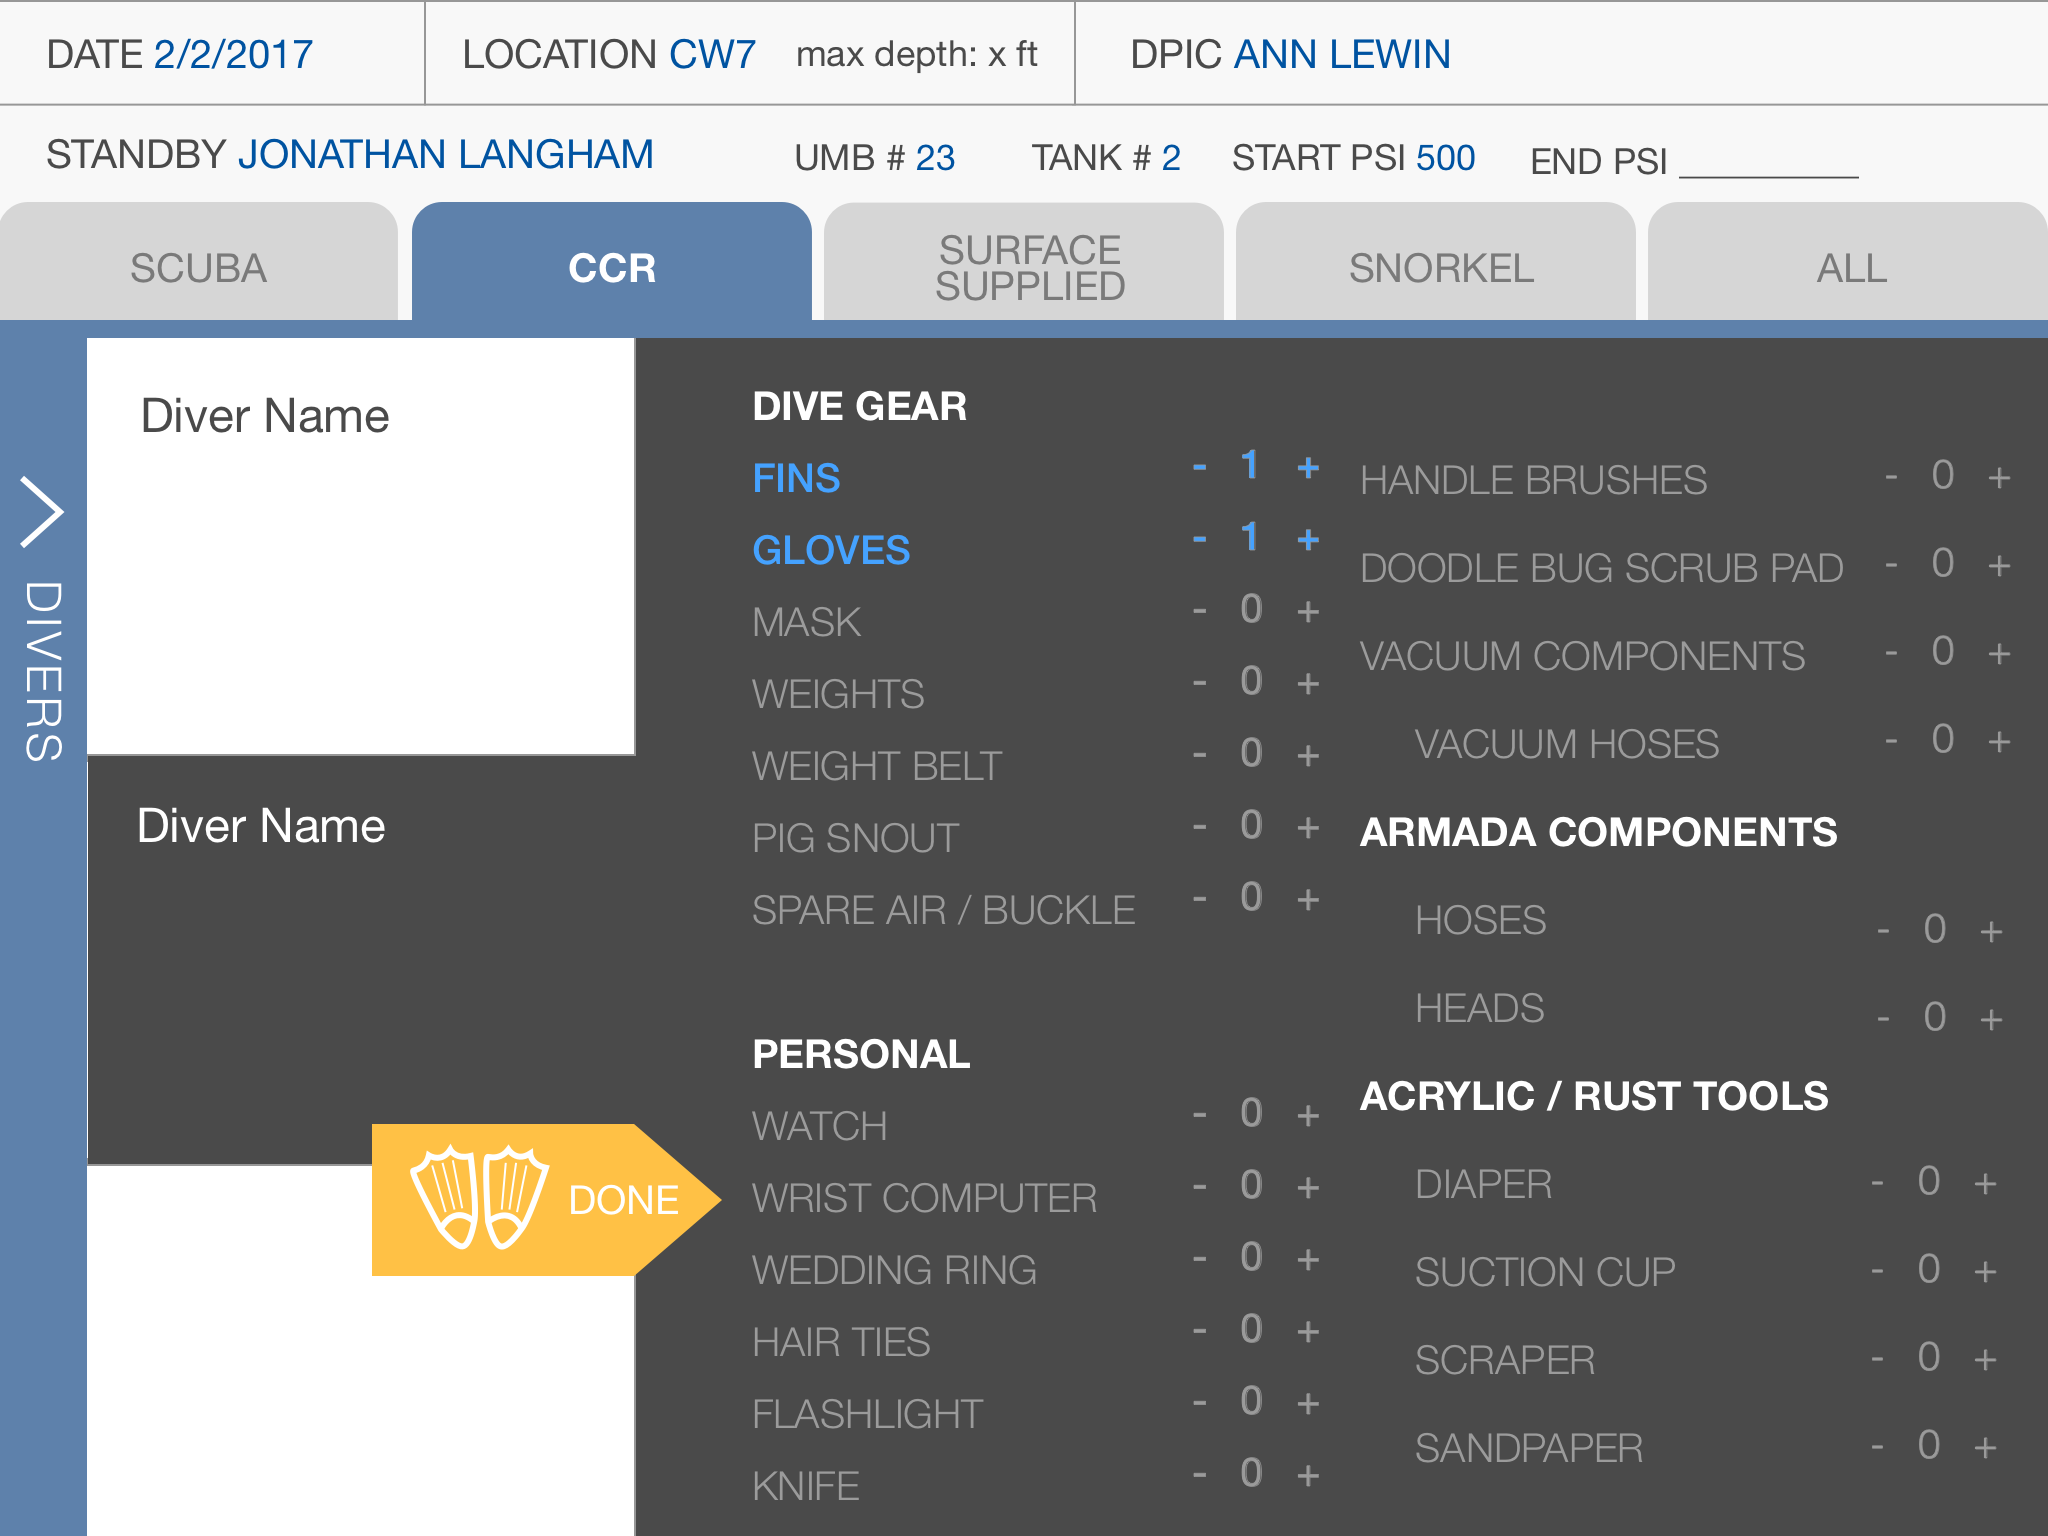 DATE 2/2/2017
LOCATION CW7 max depth: x ft
DPIC ANN LEWIN
STANDBY JONATHAN LANGHAM
UMB # 23
TANK # 2
START PSI 500
END PSI __________
SCUBA
CCR
SURFACE
SUPPLIED
SNORKEL
ALL
DIVERS
Diver Name
Diver Name
DONE
DIVE GEAR
FINS - 1 +
GLOVES - 1 +
MASK - 0 +
WEIGHTS - 0 +
WEIGHT BELT - 0 +
PIG SNOUT - 0 +
SPARE AIR / BUCKLE - 0 +
PERSONAL
WATCH - 0 +
WRIST COMPUTER - 0 +
WEDDING RING - 0 +
HAIR TIES - 0 +
FLASHLIGHT - 0 +
KNIFE - 0 +
HANDLE BRUSHES - 0 +
DOODLE BUG SCRUB PAD - 0 +
VACUUM COMPONENTS - 0 +
VACUUM HOSES - 0 +
ARMADA COMPONENTS
HOSES - 0 +
HEADS - 0 +
ACRYLIC / RUST TOOLS
DIAPER - 0 +
SUCTION CUP - 0 +
SCRAPER - 0 +
SANDPAPER - 0 +